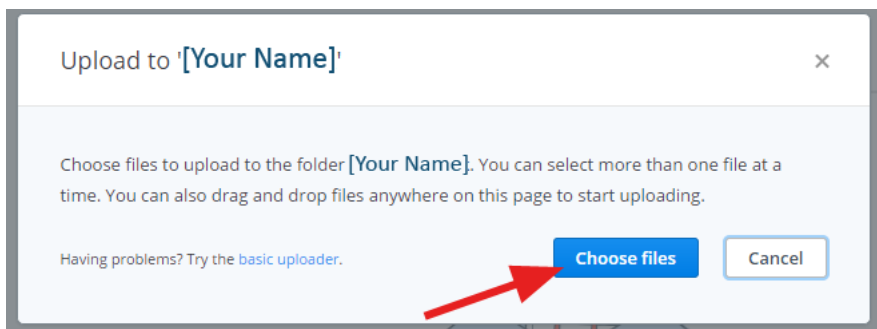 Upload to '[Your Name]'
×
Choose files to upload to the folder [Your Name]. You can select more than one file at a
time. You can also drag and drop files anywhere on this page to start uploading.
Having problems? Try the basic uploader.
Choose files
Cancel